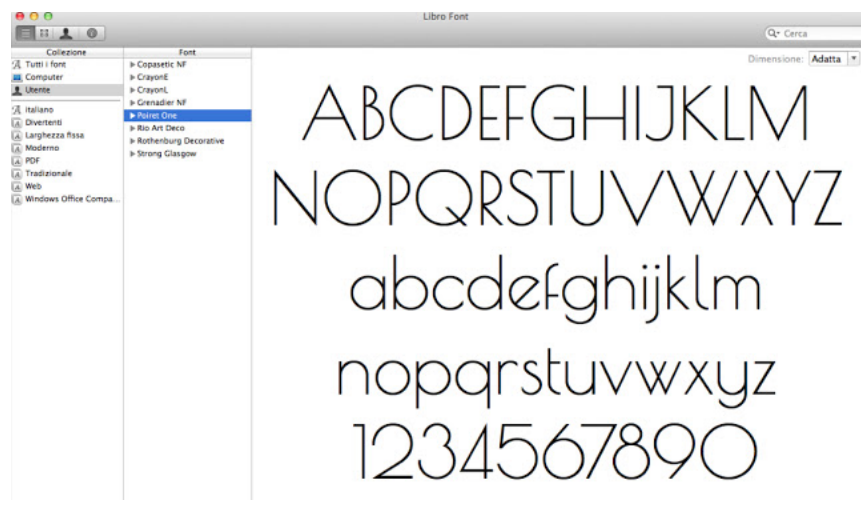 Libro Font
Cerca
Collezione
Tutti i font
Computer
Utente
italiano
Divertenti
Larghezza fissa
Moderno
PDF
Tradizionale
Web
Windows Office Compa...
Font
Copasetic NF
CrayonE
CrayonL
Grenadier NF
Poiret One
Rio Art Deco
Rothenburg Decorative
Strong Glasgow
Dimensione: Adatta
ABCDEFGHIJKLM
NOPQRSTUVWXYZ
abcdefghijklm
nopqrstuvwxyz
1234567890